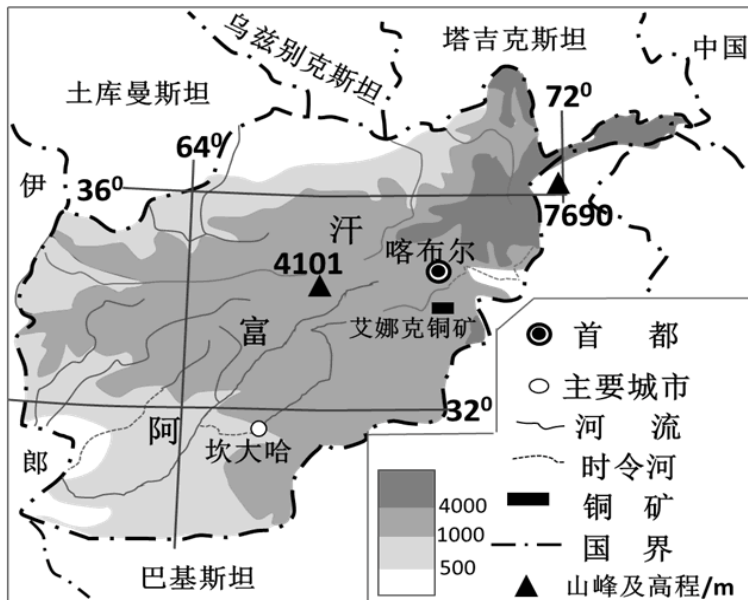 塔吉克斯坦
中国
乌兹别克斯坦
土库曼斯坦
72⁰
64⁰
伊
36⁰
7690
汗
喀布尔
4101
艾娜克铜矿
富
首 都
主要城市
32⁰
阿
河 流
郎
坎大哈
时令河
4000
铜 矿
1000
国 界
500
巴基斯坦
山峰及高程/m